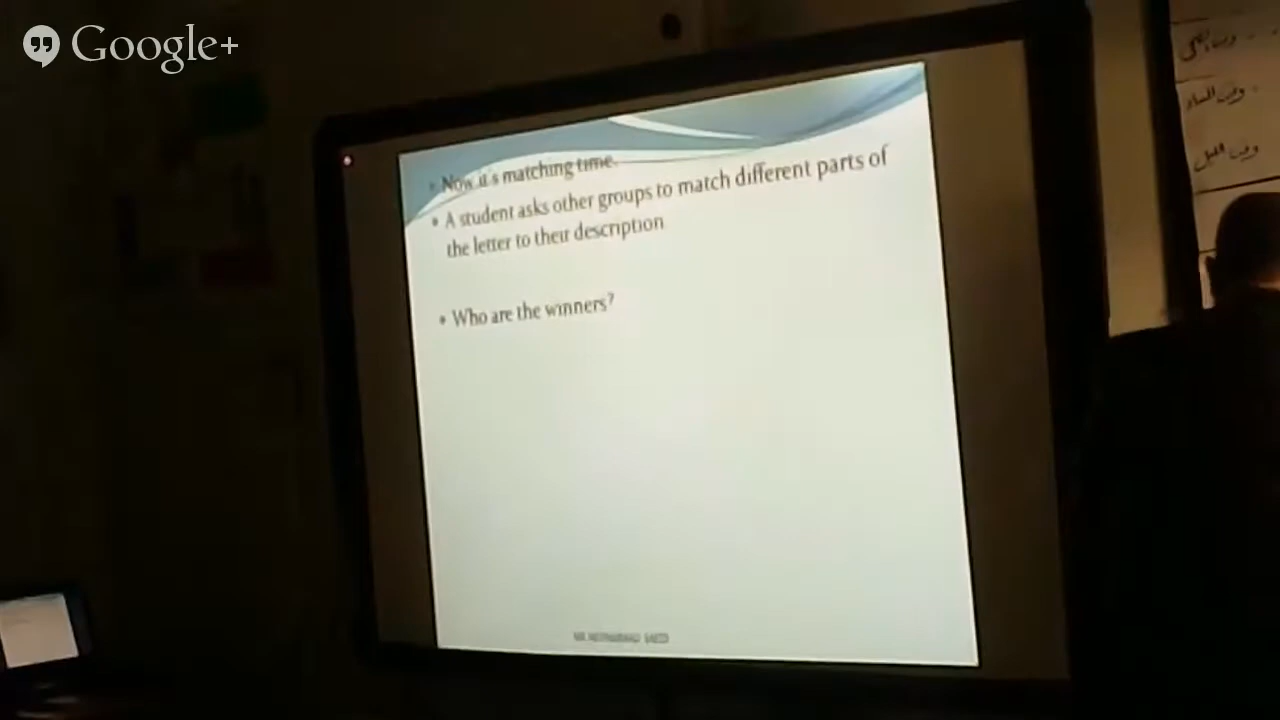 Google+
Now it's matching time.
A student asks other groups to match different parts of
the letter to their description
Who are the winners?